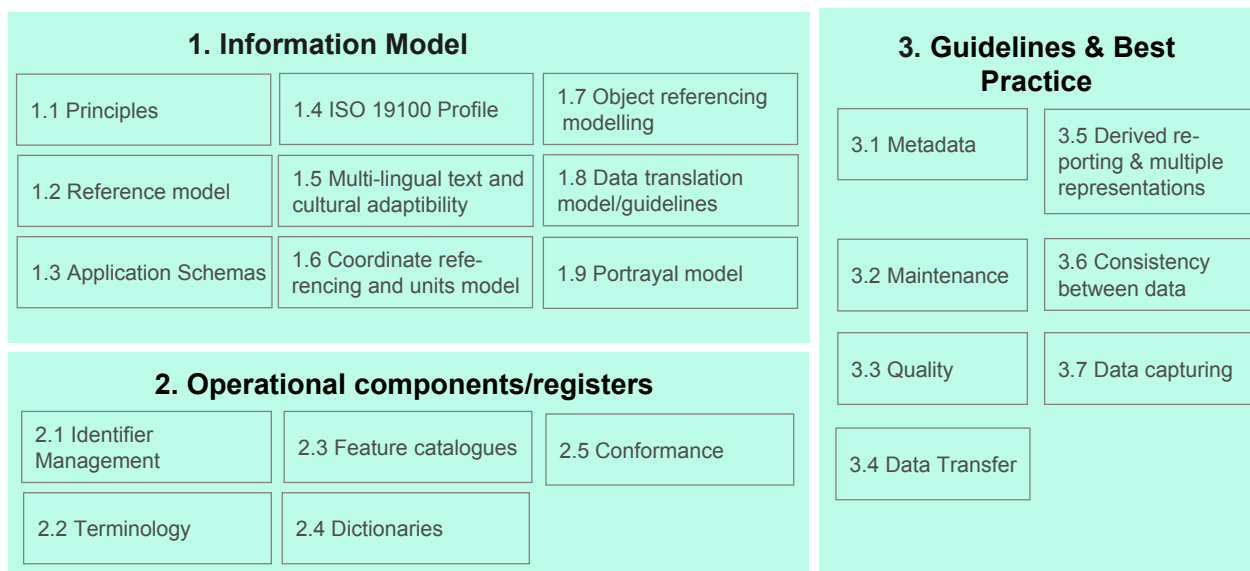 1. Information Model
1.1 Principles
1.4 ISO 19100 Profile
1.7 Object referencing
modelling
1.2 Reference model
1.5 Multi-lingual text and
cultural adaptibility
1.8 Data translation
model/guidelines
1.3 Application Schemas
1.6 Coordinate refe-
rencing and units model
1.9 Portrayal model
2. Operational components/registers
2.1 Identifier
Management
2.3 Feature catalogues
2.5 Conformance
2.2 Terminology
2.4 Dictionaries
3. Guidelines & Best
Practice
3.1 Metadata
3.5 Derived re-
porting & multiple
representations
3.2 Maintenance
3.6 Consistency
between data
3.3 Quality
3.7 Data capturing
3.4 Data Transfer